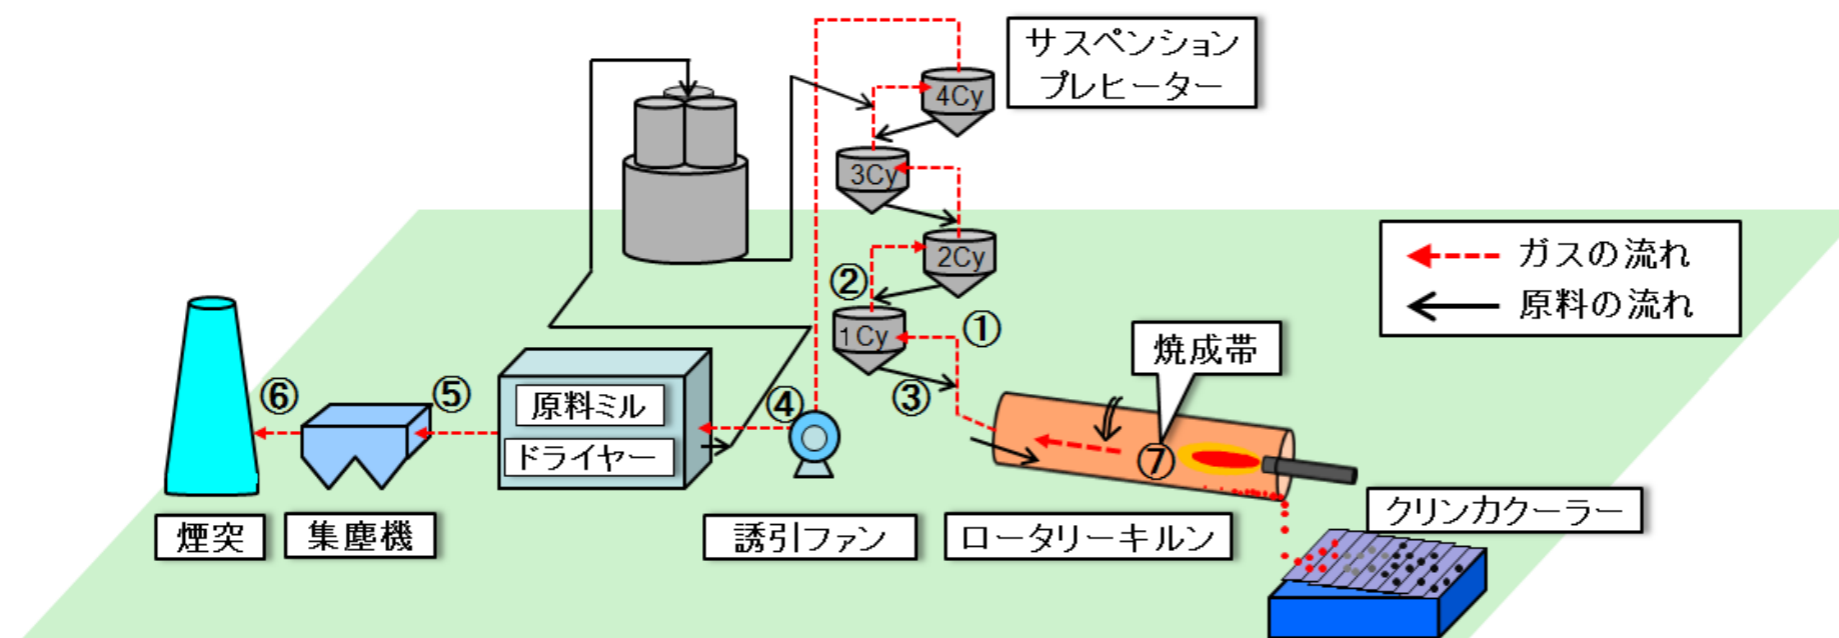 サスペンション
プレヒーター
4Cy
3Cy
2Cy
②
1Cy
①
③
ガスの流れ
原料の流れ
焼成帯
⑥
⑤
原料ミル
ドライヤー
④
⑦
煙突
集塵機
誘引ファン
ロータリーキルン
クリンカクーラー